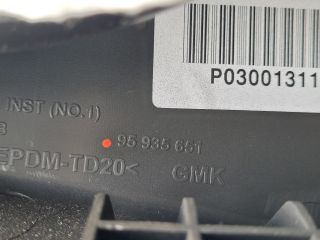 P03001311
INST (NO.1)
95 935 651
EPDM-TD20< GMK